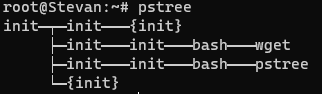 root@Stevan:~# pstree
init─┬─init───{init}
     ├─init───init───bash───wget
     ├─init───init───bash───pstree
     └─{init}